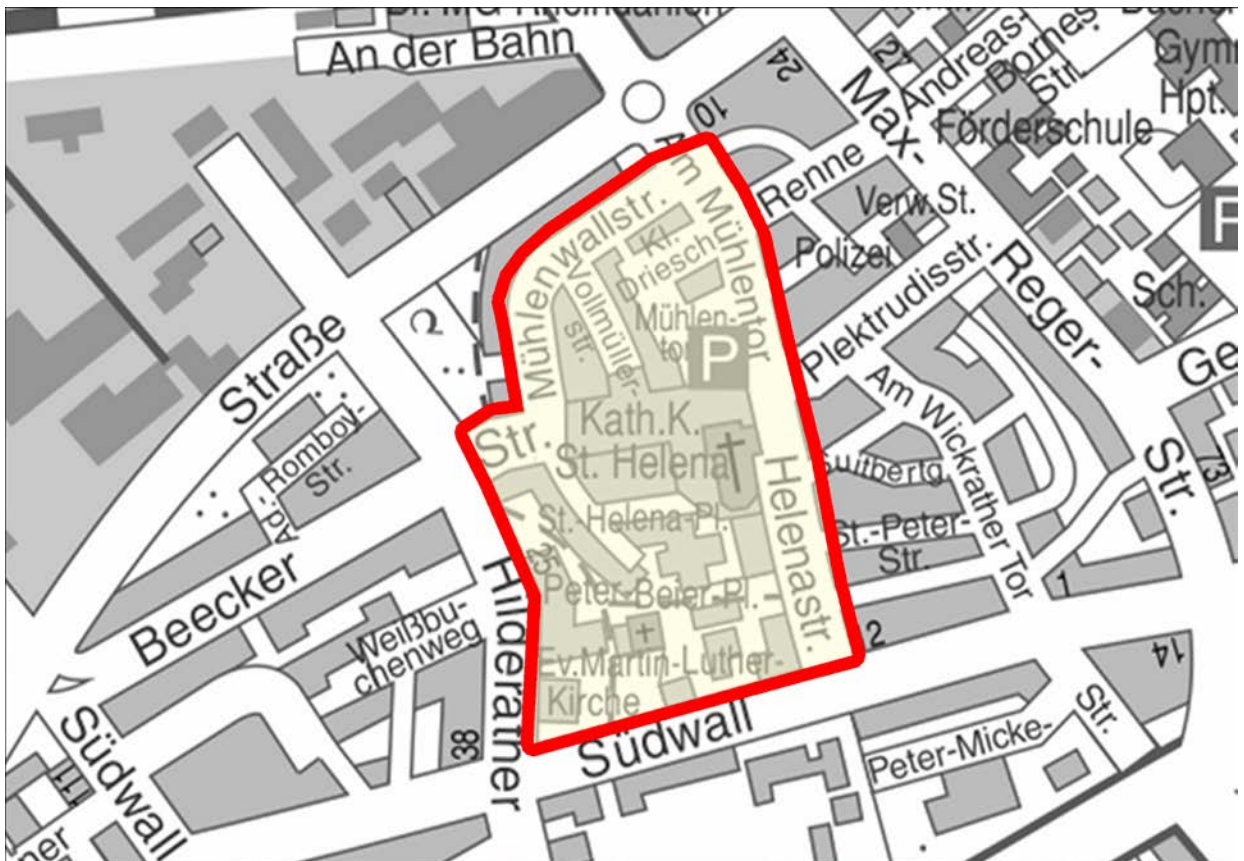 An der Bahn
24
10
27
Max-
Reger-
Str.
Andreas-
Bornes
Str.
Förderschule
Hpt.
Renne
Verw.St.
Polizei
P
Sch.
Am Mühlentor
Mühlenwallstr.
Kl.
Driesch
Vollmüller-
str.
Mühlen-
tor
P
Plektrudisstr.
Am Wickrather Tor
Straße
Str.
Kath.K.
St. Helena
Helenastr.
Suitbertg.
St.-Peter-
Str.
73
Ad.-Romboy-
Str.
St.-Helena-Pl.
25
Peter-Beier-Pl.
1
Beecker
Hilderather
Weißbu-
chenweg
Ev.Martin-Luther-
Kirche
2
14
38
Südwall
Südwall
111
Peter-Micke-
Str.